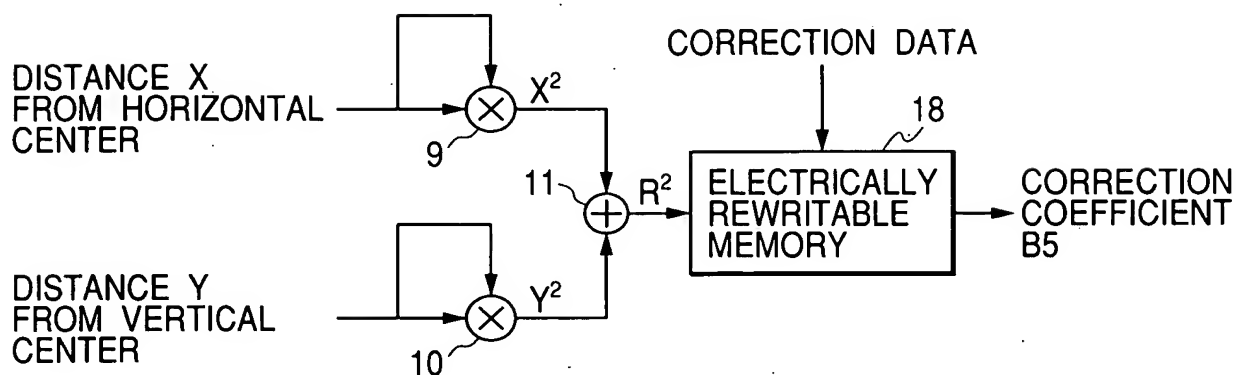 CORRECTION DATA
DISTANCE X
FROM HORIZONTAL
CENTER
X²
9
18
11
R²
ELECTRICALLY
REWRITABLE
MEMORY
CORRECTION
COEFFICIENT
B5
DISTANCE Y
FROM VERTICAL
CENTER
Y²
10